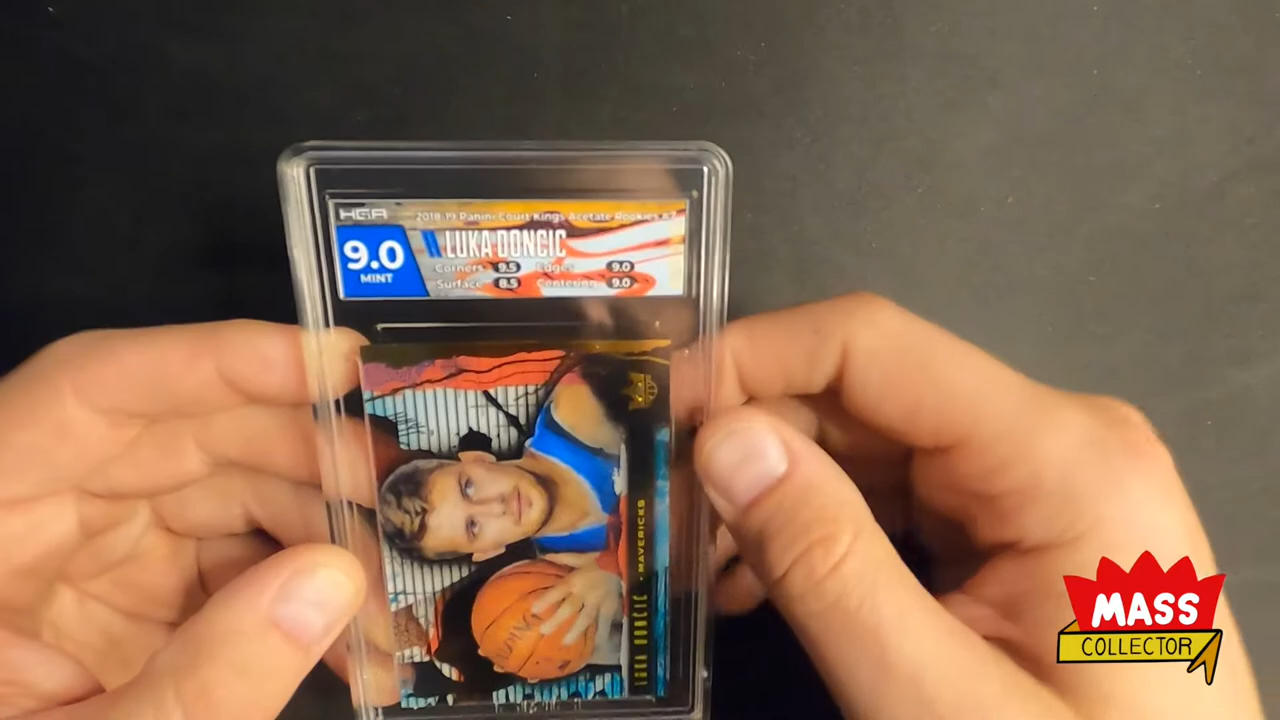 HGA 2018-19 Panini Court Kings Acetate Rookies #7
9.0
MINT
LUKA DONCIC
Corners 9.5 Edges 9.0
Surface 8.5 Centering 9.0
LUKA DONCIC • MAVERICKS
SPALDING
MASS
COLLECTOR